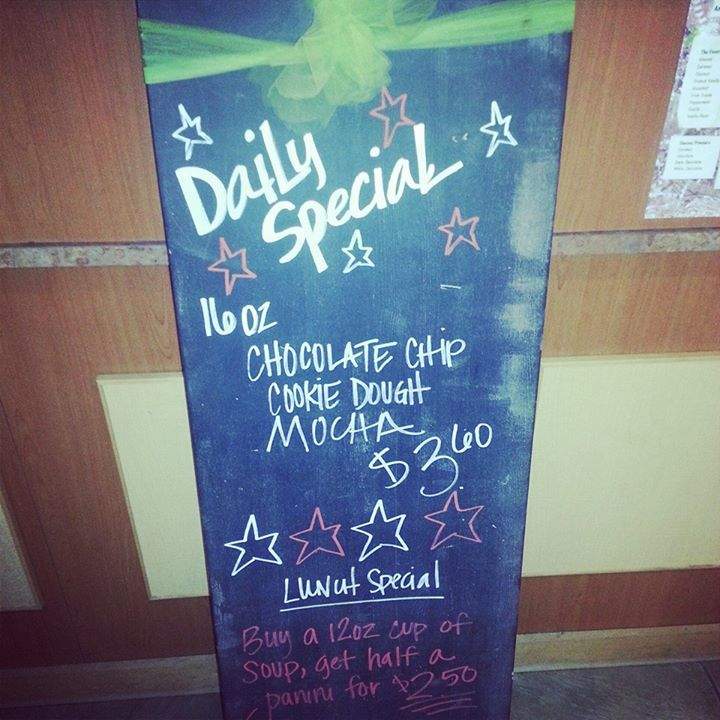 Daily
Special
16 oz
CHOCOLATE CHIP
COOKIE DOUGH
MOCHA
$3.60
LUNCH Special
Buy a 12oz cup of
soup, get half a
panini for $2.50